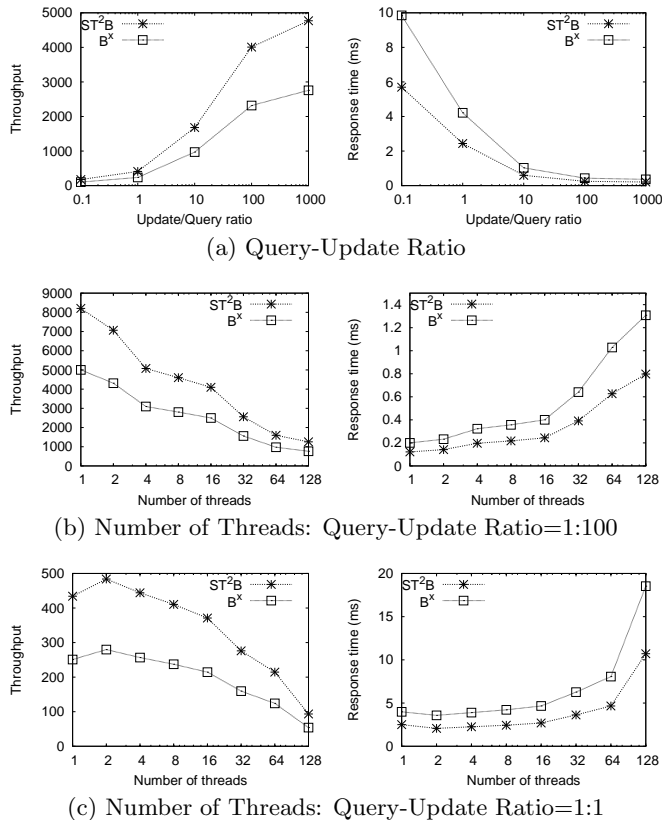 ST²B
B^x
Throughput
5000
4000
3000
2000
1000
0
0.1 1 10 100 1000
Update/Query ratio
ST²B
B^x
Response time (ms)
10
8
6
4
2
0
0.1 1 10 100 1000
Update/Query ratio
(a) Query-Update Ratio
ST²B
B^x
Throughput
9000
8000
7000
6000
5000
4000
3000
2000
1000
0
1 2 4 8 16 32 64 128
Number of threads
ST²B
B^x
Response time (ms)
1.4
1.2
1
0.8
0.6
0.4
0.2
0
1 2 4 8 16 32 64 128
Number of threads
(b) Number of Threads: Query-Update Ratio=1:100
ST²B
B^x
Throughput
500
400
300
200
100
0
1 2 4 8 16 32 64 128
Number of threads
ST²B
B^x
Response time (ms)
20
15
10
5
0
1 2 4 8 16 32 64 128
Number of threads
(c) Number of Threads: Query-Update Ratio=1:1